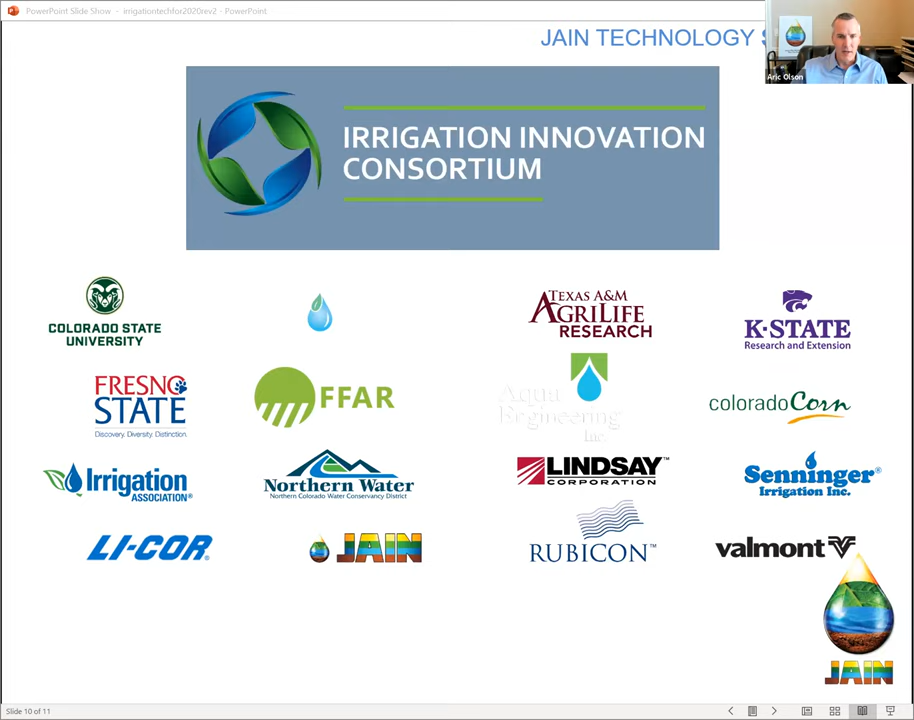 PowerPoint Slide Show - irrigationtechfor2020rev2 - PowerPoint
JAIN TECHNOLOGY
Aric Olson
IRRIGATION INNOVATION
CONSORTIUM
COLORADO STATE
UNIVERSITY
TEXAS A&M
AGRILIFE
RESEARCH
K-STATE
Research and Extension
FRESNO
STATE
Discovery. Diversity. Distinction.
FFAR
Aqua
Engineering
Inc.
coloradoCorn
Irrigation
ASSOCIATION®
Northern Water
Northern Colorado Water Conservancy District
LINDSAY™
CORPORATION
Senninger®
Irrigation Inc.
LI-COR®
JAIN
RUBICON™
valmont
JAIN
Slide 10 of 11